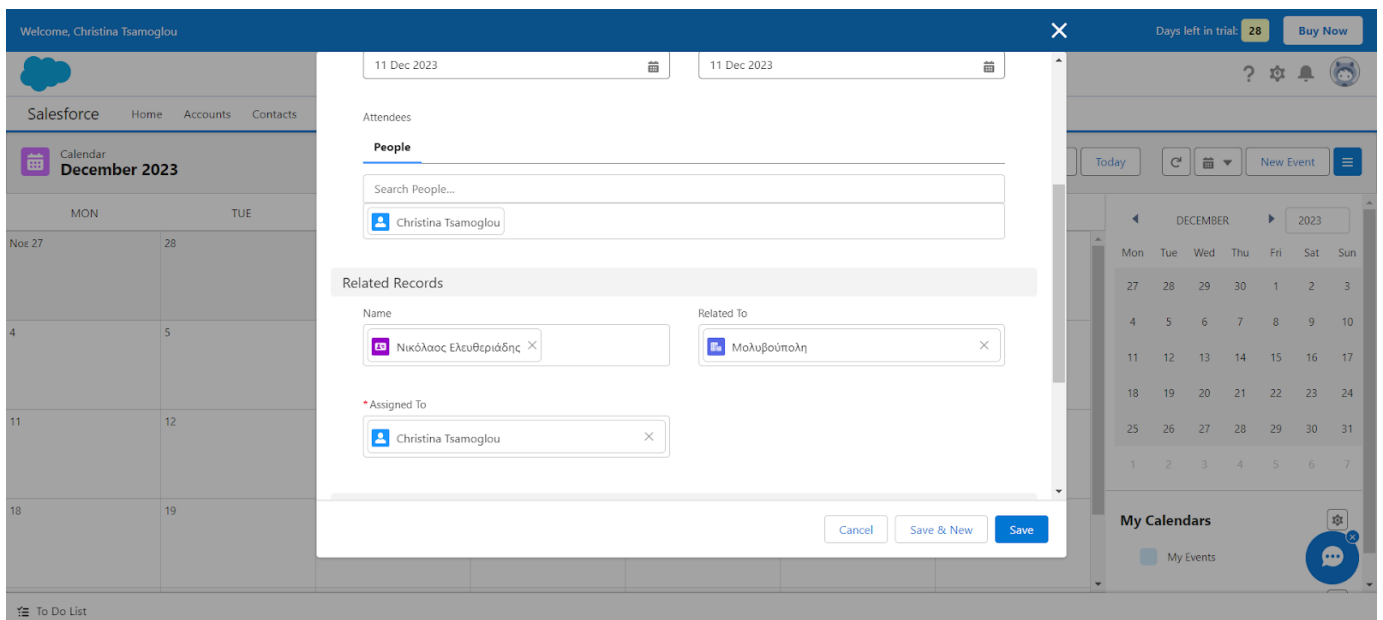 Welcome, Christina Tsamoglou
Days left in trial: 28
Buy Now
Salesforce
Home
Accounts
Contacts
Calendar
December 2023
Today
New Event
MON
TUE
Νοε 27
28
4
5
11
12
18
19
11 Dec 2023
11 Dec 2023
Attendees
People
Search People...
Christina Tsamoglou
Related Records
Name
Related To
Νικόλαος Ελευθεριάδης
Μολυβούπολη
*Assigned To
Christina Tsamoglou
Cancel
Save & New
Save
DECEMBER
2023
Mon Tue Wed Thu Fri Sat Sun
27 28 29 30 1 2 3
4 5 6 7 8 9 10
11 12 13 14 15 16 17
18 19 20 21 22 23 24
25 26 27 28 29 30 31
1 2 3 4 5 6 7
My Calendars
My Events
To Do List